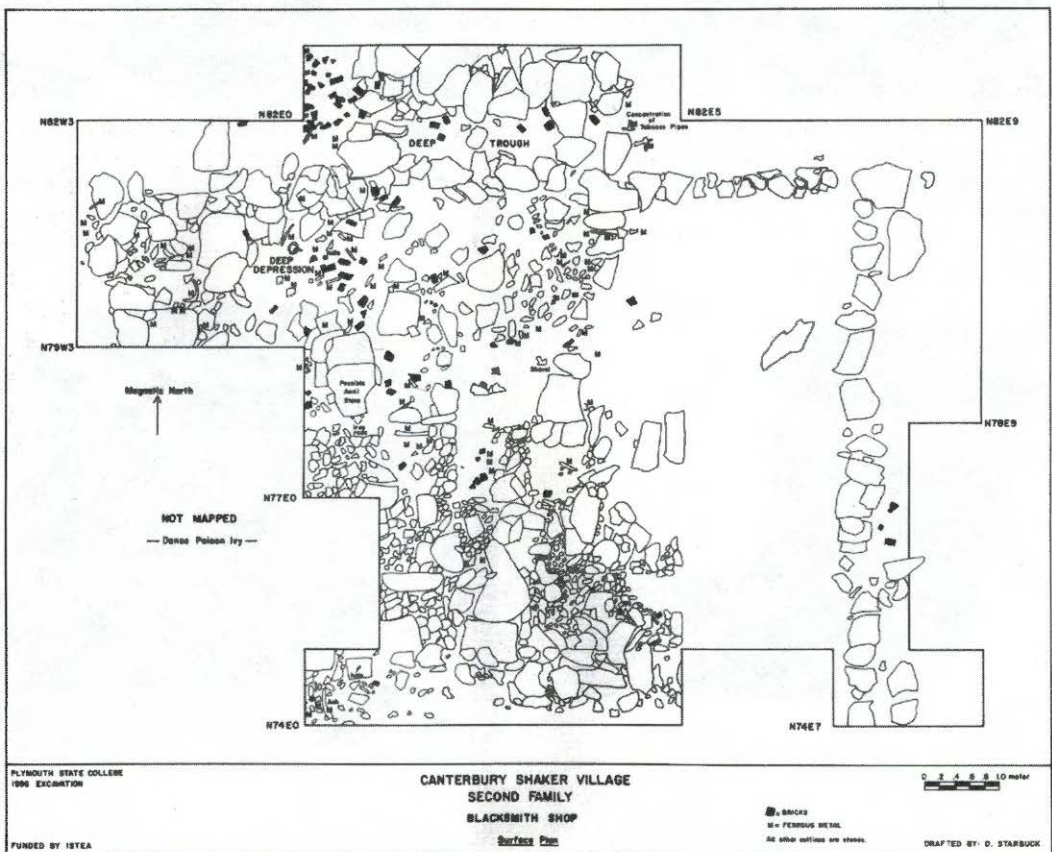 N82W3
N82E0
Concentration
of
Tobacco Pipes
N82E5
N82E9
DEEP TROUGH
DEEP
DEPRESSION
N79W3
Magnetic North
Possible
Anvil
Stone
Shovel
N78E9
N77E0
NOT MAPPED
— Dense Poison Ivy —
N74E0
N74E7
PLYMOUTH STATE COLLEGE
1996 EXCAVATION
FUNDED BY ISTEA
CANTERBURY SHAKER VILLAGE
SECOND FAMILY
BLACKSMITH SHOP
Surface Plan
0 .2 .4 .6 .8 1.0 meter
= BRICKS
M = FERROUS METAL
All other outlines are stones.
DRAFTED BY: D. STARBUCK